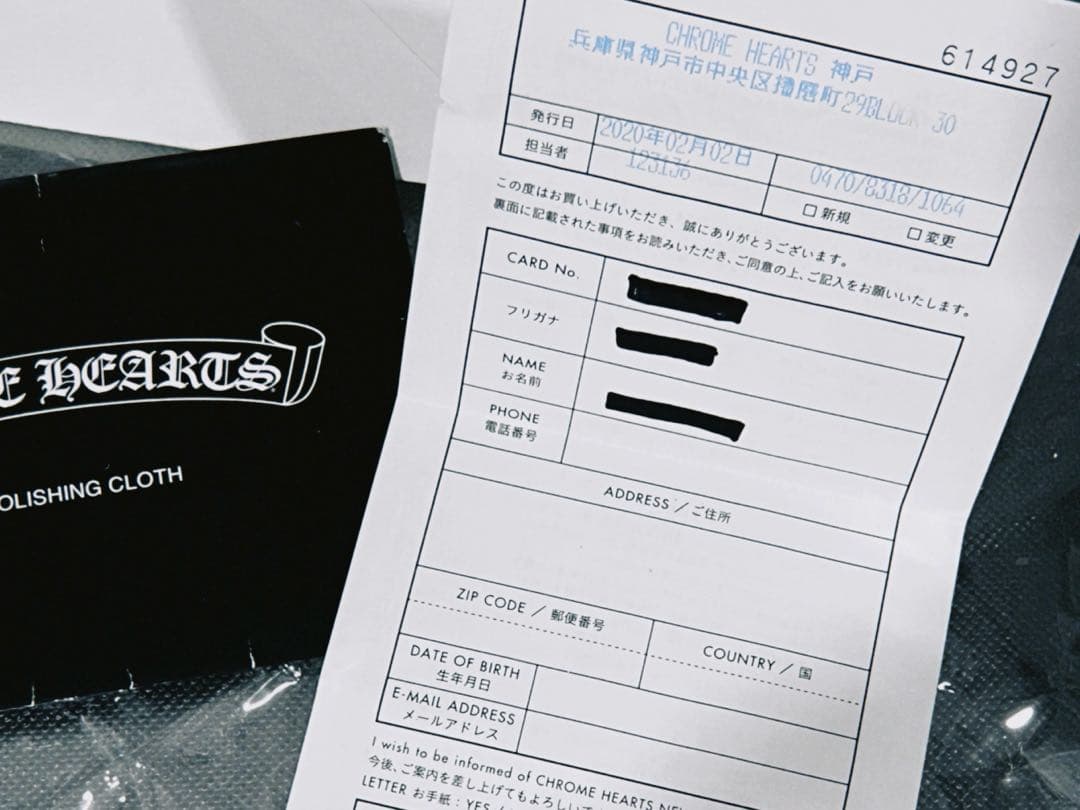 614927
CHROME HEARTS 神戸
兵庫県神戸市中央区播磨町29BLOCK 30
発行日 2020年02月02日 0470/8318/1064
担当者 123136 □新規 □変更
この度はお買い上げいただき、誠にありがとうございます。
裏面に記載された事項をお読みいただき、ご同意の上、ご記入をお願いいたします。
CARD No.
フリガナ
NAME
お名前
PHONE
電話番号
ADDRESS / ご住所
ZIP CODE / 郵便番号
COUNTRY / 国
DATE OF BIRTH
生年月日
E-MAIL ADDRESS
メールアドレス
I wish to be informed of CHROME HEARTS
今後、ご案内を差し上げてもよろしい
LETTER お手紙 : YES
E HEARTS
OLISHING CLOTH